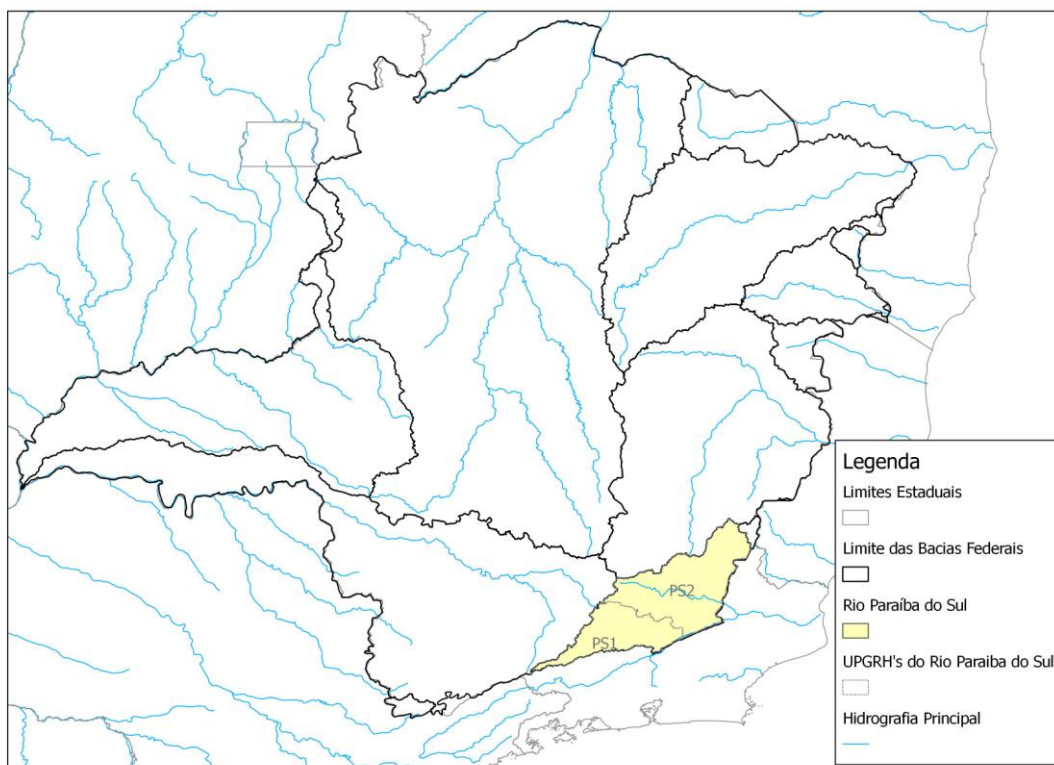 PS2
PS1
Legenda
Limites Estaduais
Limite das Bacias Federais
Rio Paraíba do Sul
UPGRH's do Rio Paraiba do Sul
Hidrografia Principal